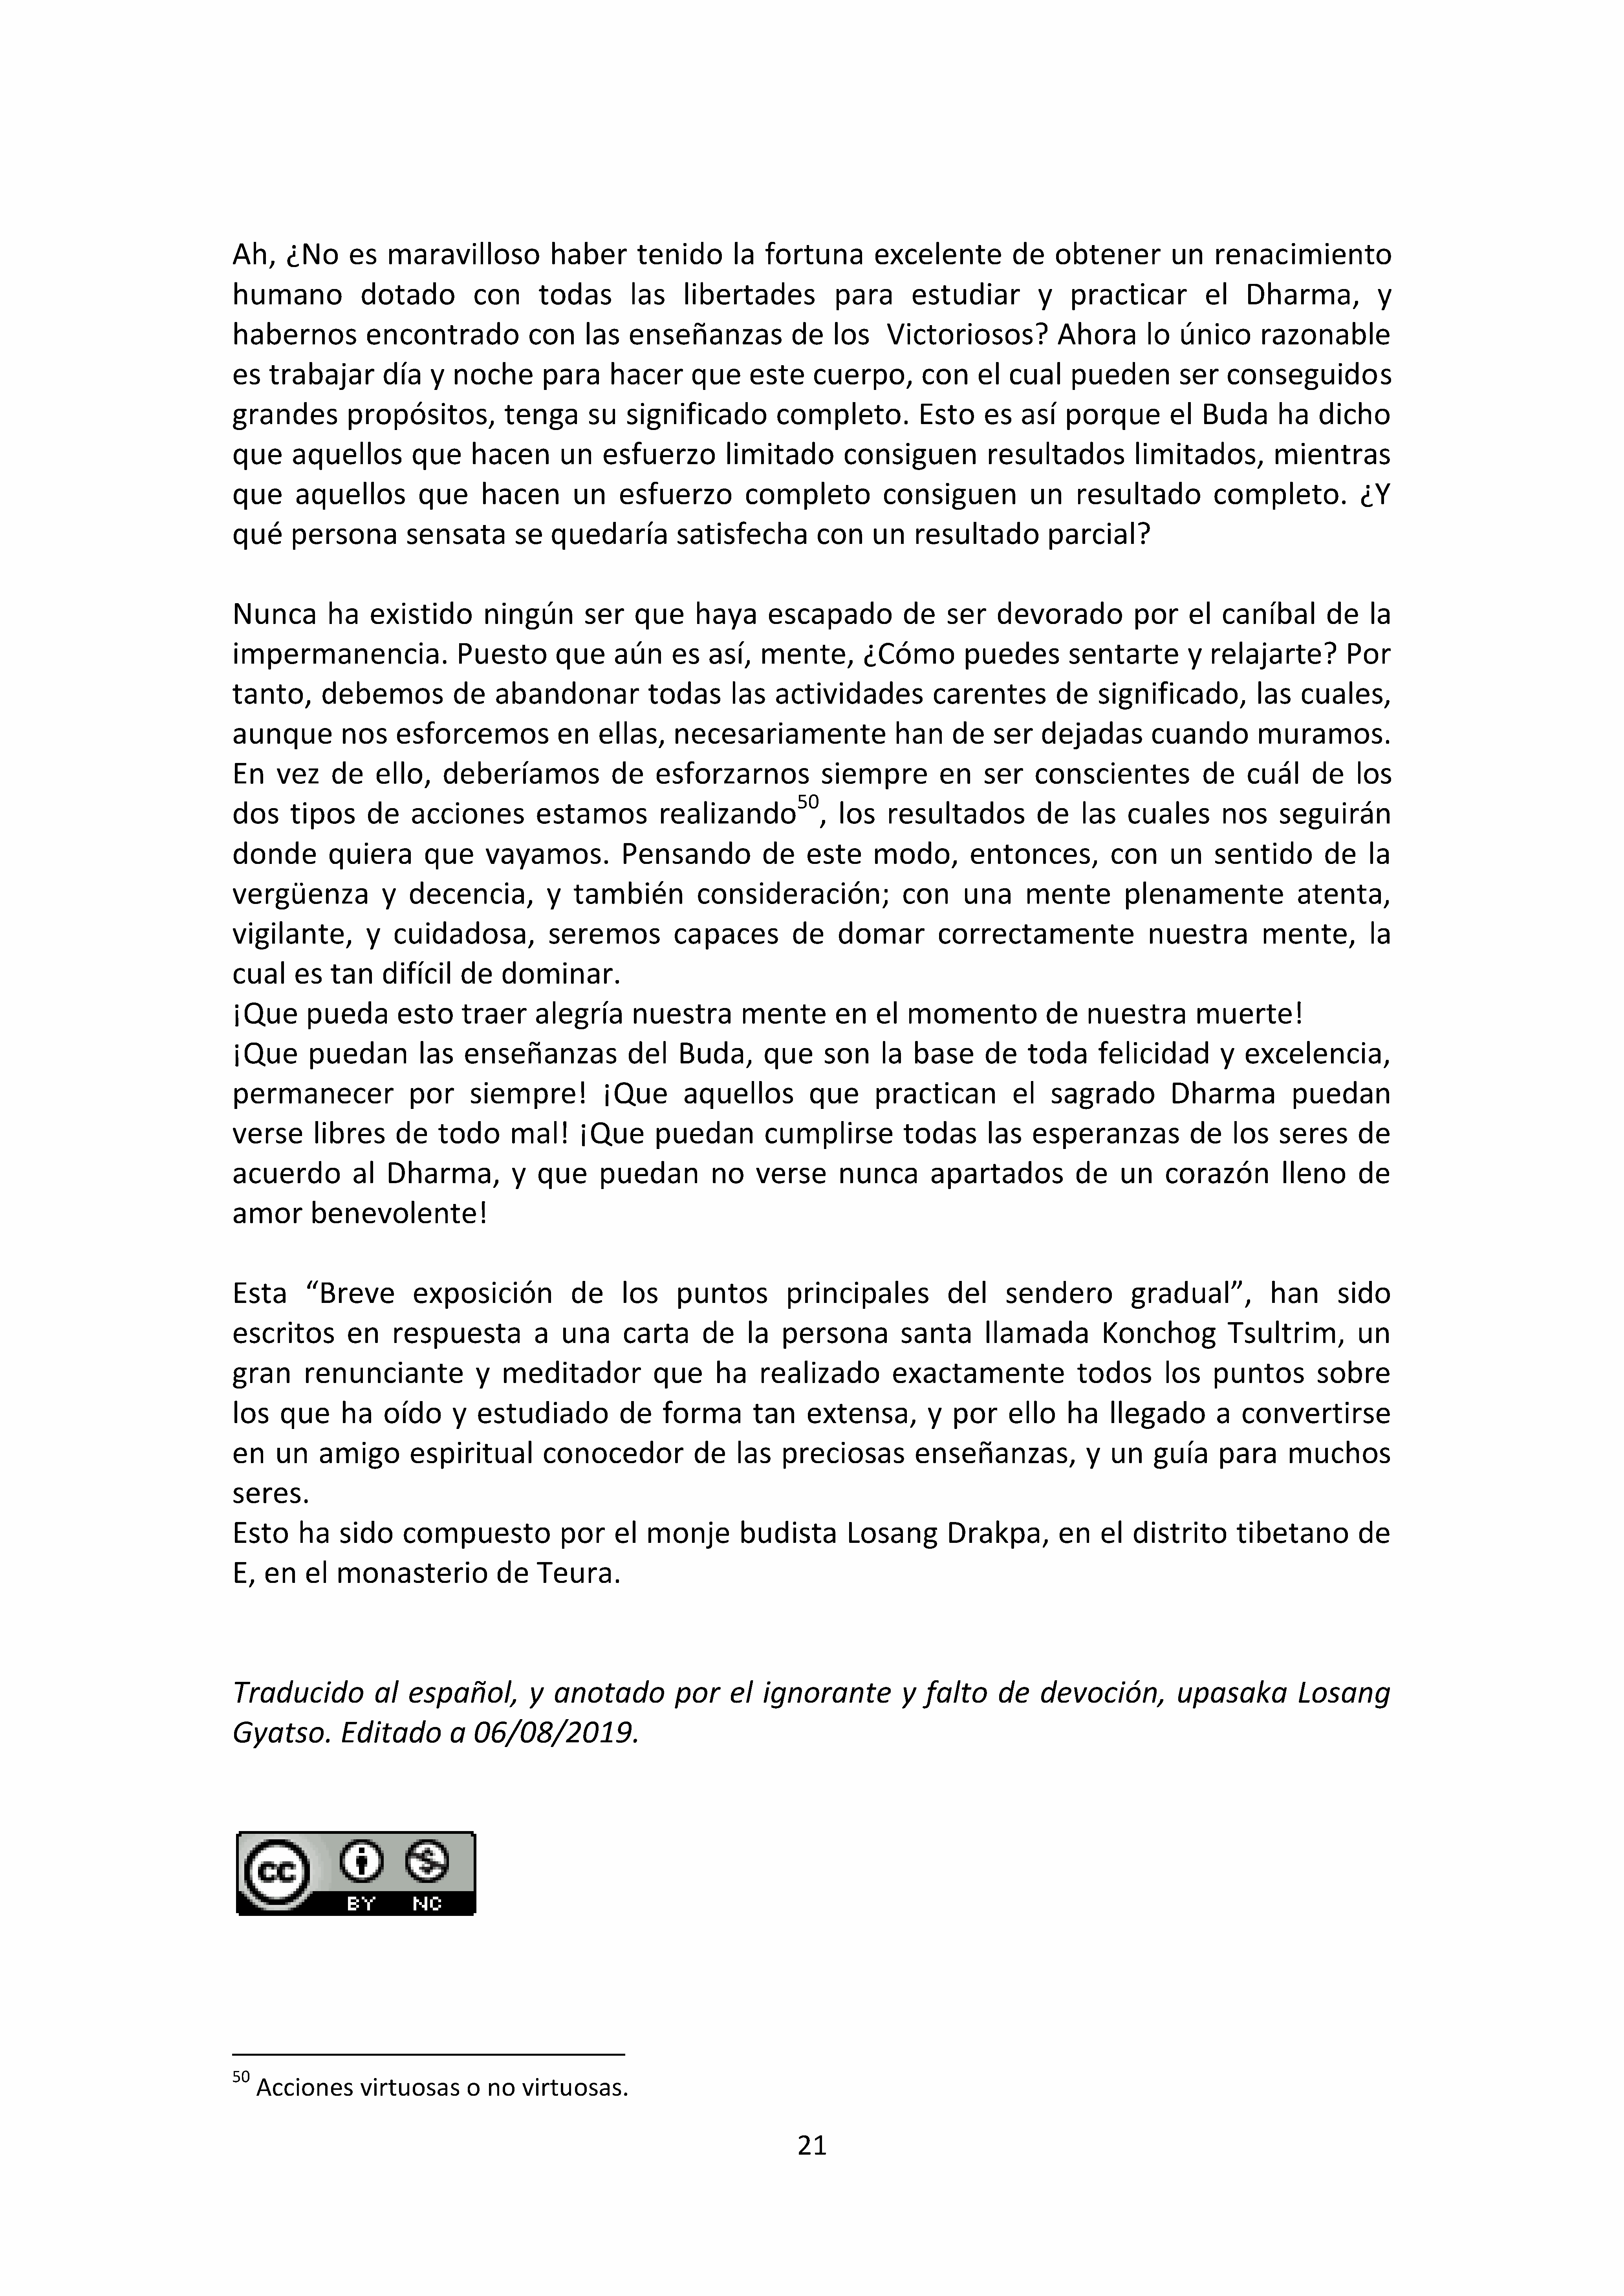 Ah, ¿No es maravilloso haber tenido la fortuna excelente de obtener un renacimiento
humano dotado con todas las libertades para estudiar y practicar el Dharma, y
habernos encontrado con las enseñanzas de los  Victoriosos? Ahora lo único razonable
es trabajar día y noche para hacer que este cuerpo, con el cual pueden ser conseguidos
grandes propósitos, tenga su significado completo. Esto es así porque el Buda ha dicho
que aquellos que hacen un esfuerzo limitado consiguen resultados limitados, mientras
que aquellos que hacen un esfuerzo completo consiguen un resultado completo. ¿Y
qué persona sensata se quedaría satisfecha con un resultado parcial?

Nunca ha existido ningún ser que haya escapado de ser devorado por el caníbal de la
impermanencia. Puesto que aún es así, mente, ¿Cómo puedes sentarte y relajarte? Por
tanto, debemos de abandonar todas las actividades carentes de significado, las cuales,
aunque nos esforcemos en ellas, necesariamente han de ser dejadas cuando muramos.
En vez de ello, deberíamos de esforzarnos siempre en ser conscientes de cuál de los
dos tipos de acciones estamos realizando50, los resultados de las cuales nos seguirán
donde quiera que vayamos. Pensando de este modo, entonces, con un sentido de la
vergüenza y decencia, y también consideración; con una mente plenamente atenta,
vigilante, y cuidadosa, seremos capaces de domar correctamente nuestra mente, la
cual es tan difícil de dominar.
¡Que pueda esto traer alegría nuestra mente en el momento de nuestra muerte!
¡Que puedan las enseñanzas del Buda, que son la base de toda felicidad y excelencia,
permanecer por siempre! ¡Que aquellos que practican el sagrado Dharma puedan
verse libres de todo mal! ¡Que puedan cumplirse todas las esperanzas de los seres de
acuerdo al Dharma, y que puedan no verse nunca apartados de un corazón lleno de
amor benevolente!

Esta “Breve exposición de los puntos principales del sendero gradual”, han sido
escritos en respuesta a una carta de la persona santa llamada Konchog Tsultrim, un
gran renunciante y meditador que ha realizado exactamente todos los puntos sobre
los que ha oído y estudiado de forma tan extensa, y por ello ha llegado a convertirse
en un amigo espiritual conocedor de las preciosas enseñanzas, y un guía para muchos
seres.
Esto ha sido compuesto por el monje budista Losang Drakpa, en el distrito tibetano de
E, en el monasterio de Teura.

Traducido al español, y anotado por el ignorante y falto de devoción, upasaka Losang
Gyatso. Editado a 06/08/2019.

CC BY NC

50 Acciones virtuosas o no virtuosas.

21